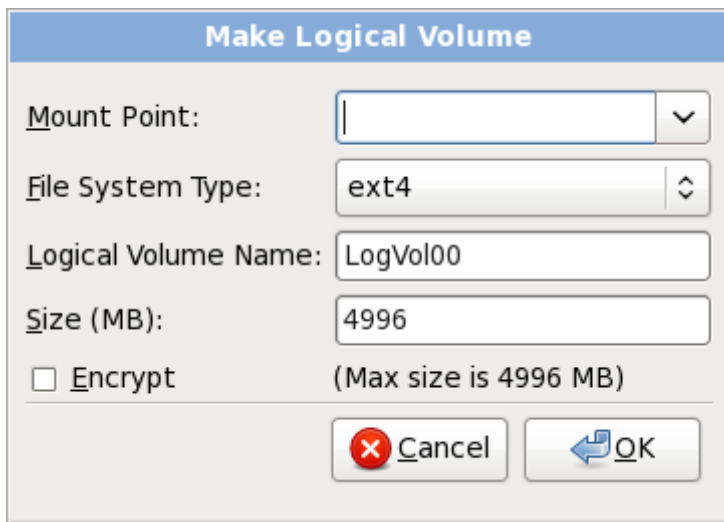 Make Logical Volume
Mount Point:
File System Type: ext4
Logical Volume Name: LogVol00
Size (MB): 4996
Encrypt (Max size is 4996 MB)
Cancel OK